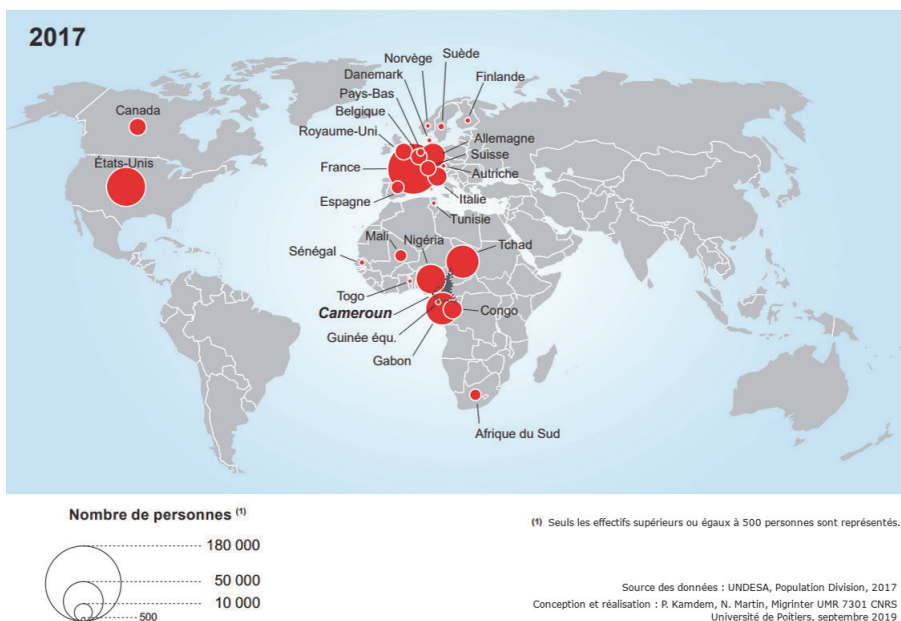 2017
Norvège
Suède
Danemark
Finlande
Pays-Bas
Belgique
Canada
Royaume-Uni
Allemagne
Suisse
États-Unis
France
Autriche
Espagne
Italie
Tunisie
Mali
Nigéria
Tchad
Sénégal
Togo
Cameroun
Congo
Guinée équ.
Gabon
Afrique du Sud
Nombre de personnes (1)
180 000
50 000
10 000
500
(1) Seuls les effectifs supérieurs ou égaux à 500 personnes sont représentés.
Source des données : UNDESA, Population Division, 2017
Conception et réalisation : P. Kamdem, N. Martin, Migrinter UMR 7301 CNRS
Université de Poitiers, septembre 2019